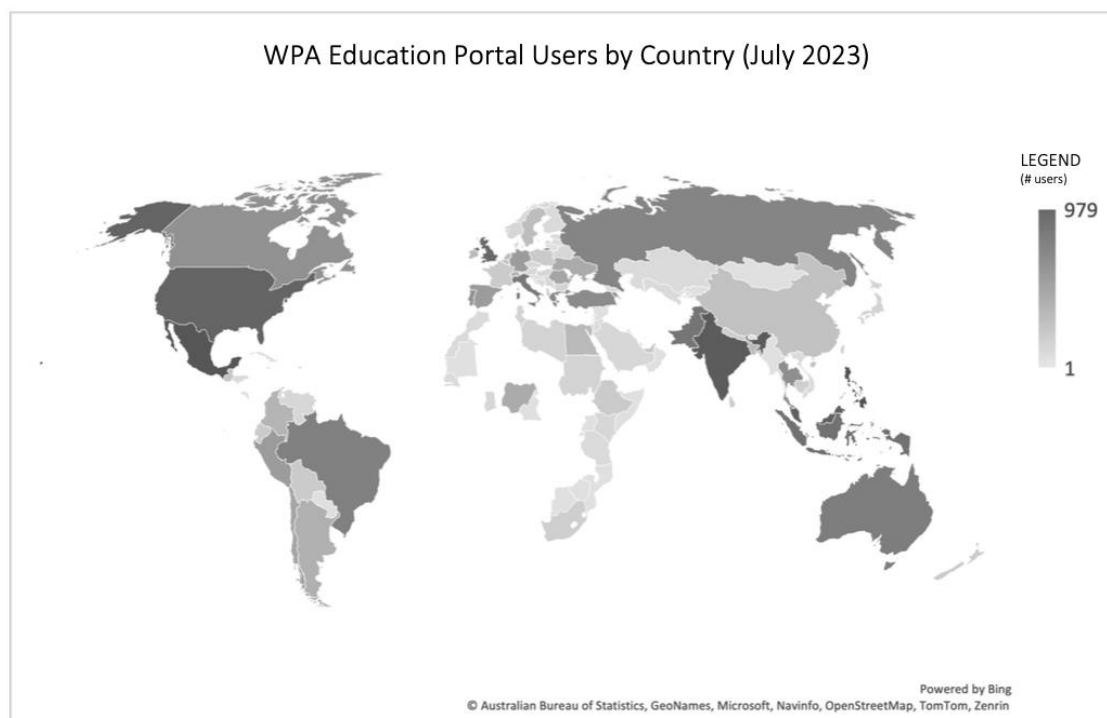 WPA Education Portal Users by Country (July 2023)
LEGEND
(# users)
979
1
Powered by Bing
© Australian Bureau of Statistics, GeoNames, Microsoft, Navinfo, OpenStreetMap, TomTom, Zenrin